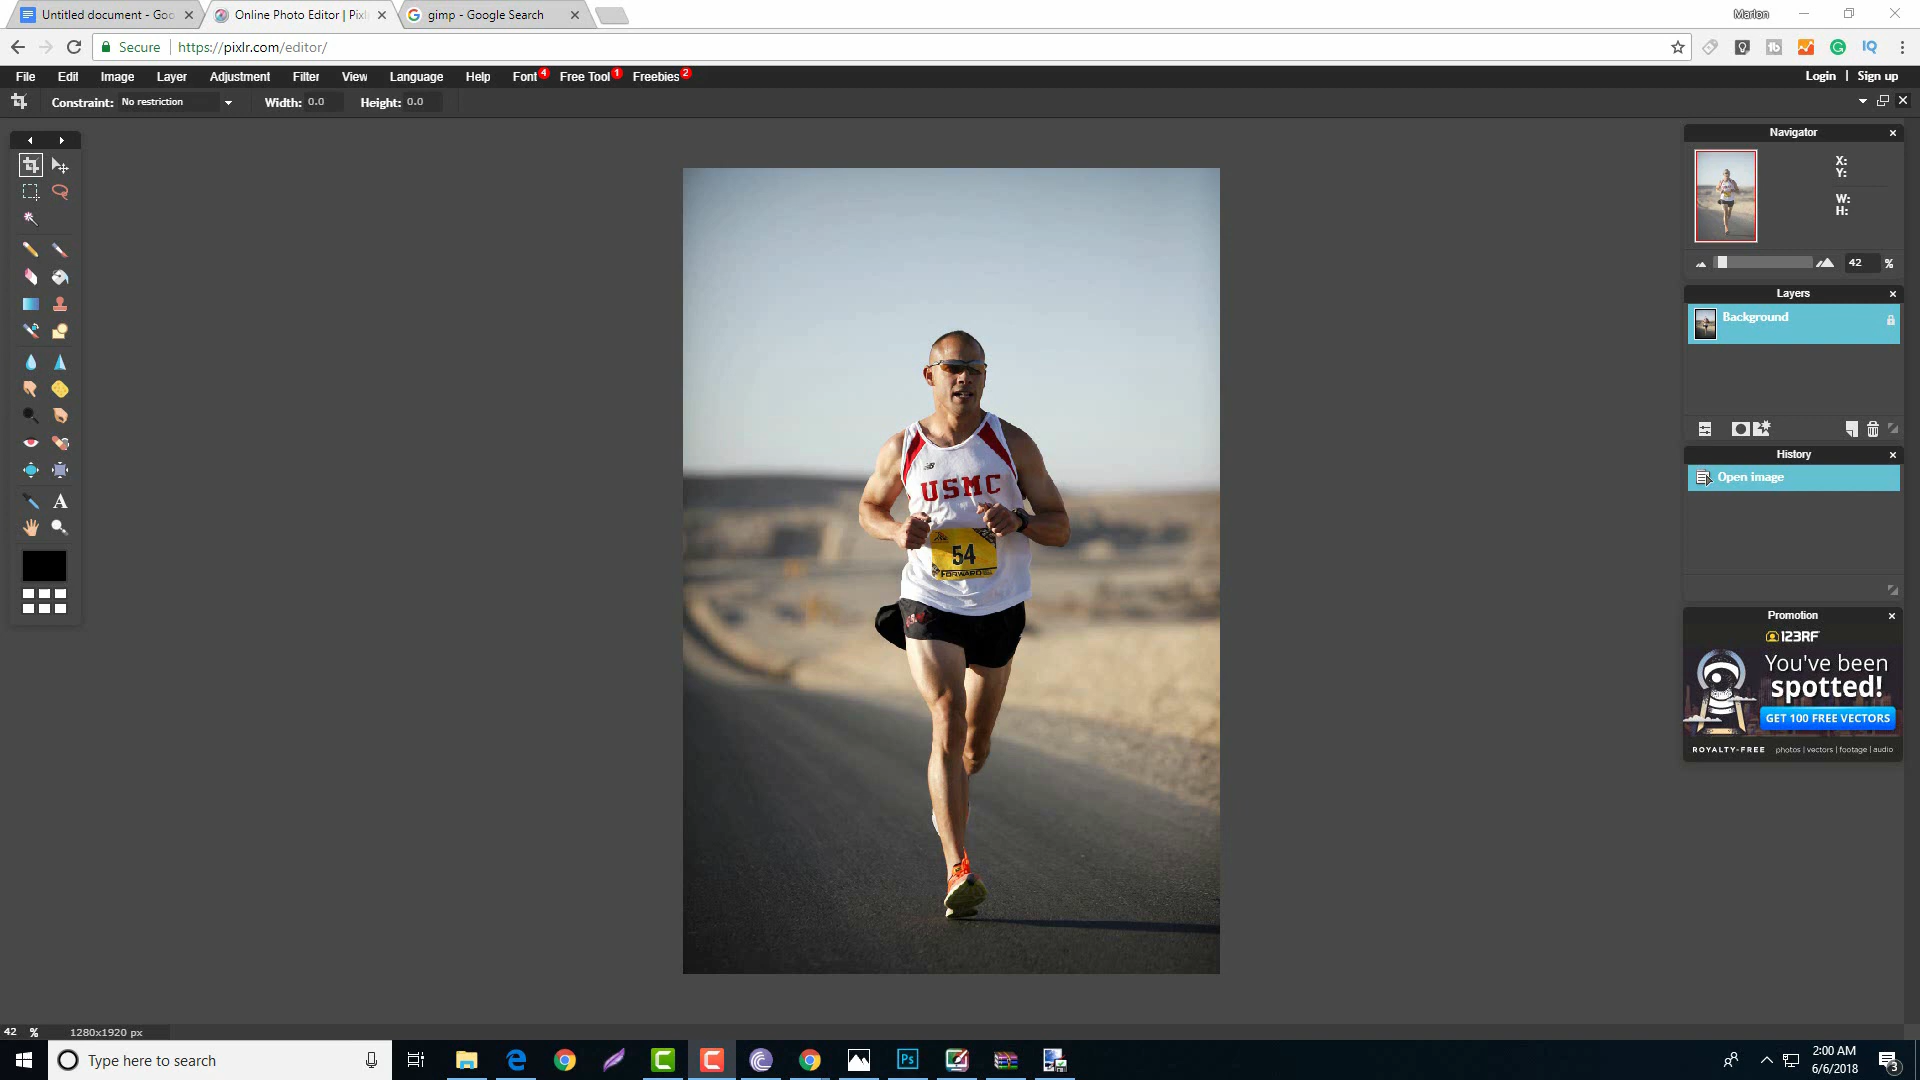 Untitled document - Goo
Online Photo Editor | Pixlr
gimp - Google Search
Marlon
Secure
https://pixlr.com/editor/
File Edit Image Layer Adjustment Filter View Language Help Font 4 Free Tool 1 Freebies 2
Login | Sign up
Constraint: No restriction Width: 0.0 Height: 0.0
Navigator
X:
Y:
W:
H:
42 %
Layers
Background
History
Open image
Promotion
123RF
You've been
spotted!
GET 100 FREE VECTORS
ROYALTY-FREE photos | vectors | footage | audio
USMC
54
FORWARD
A
42 % 1280x1920 px
Type here to search
Ps
2:00 AM
6/6/2018
3